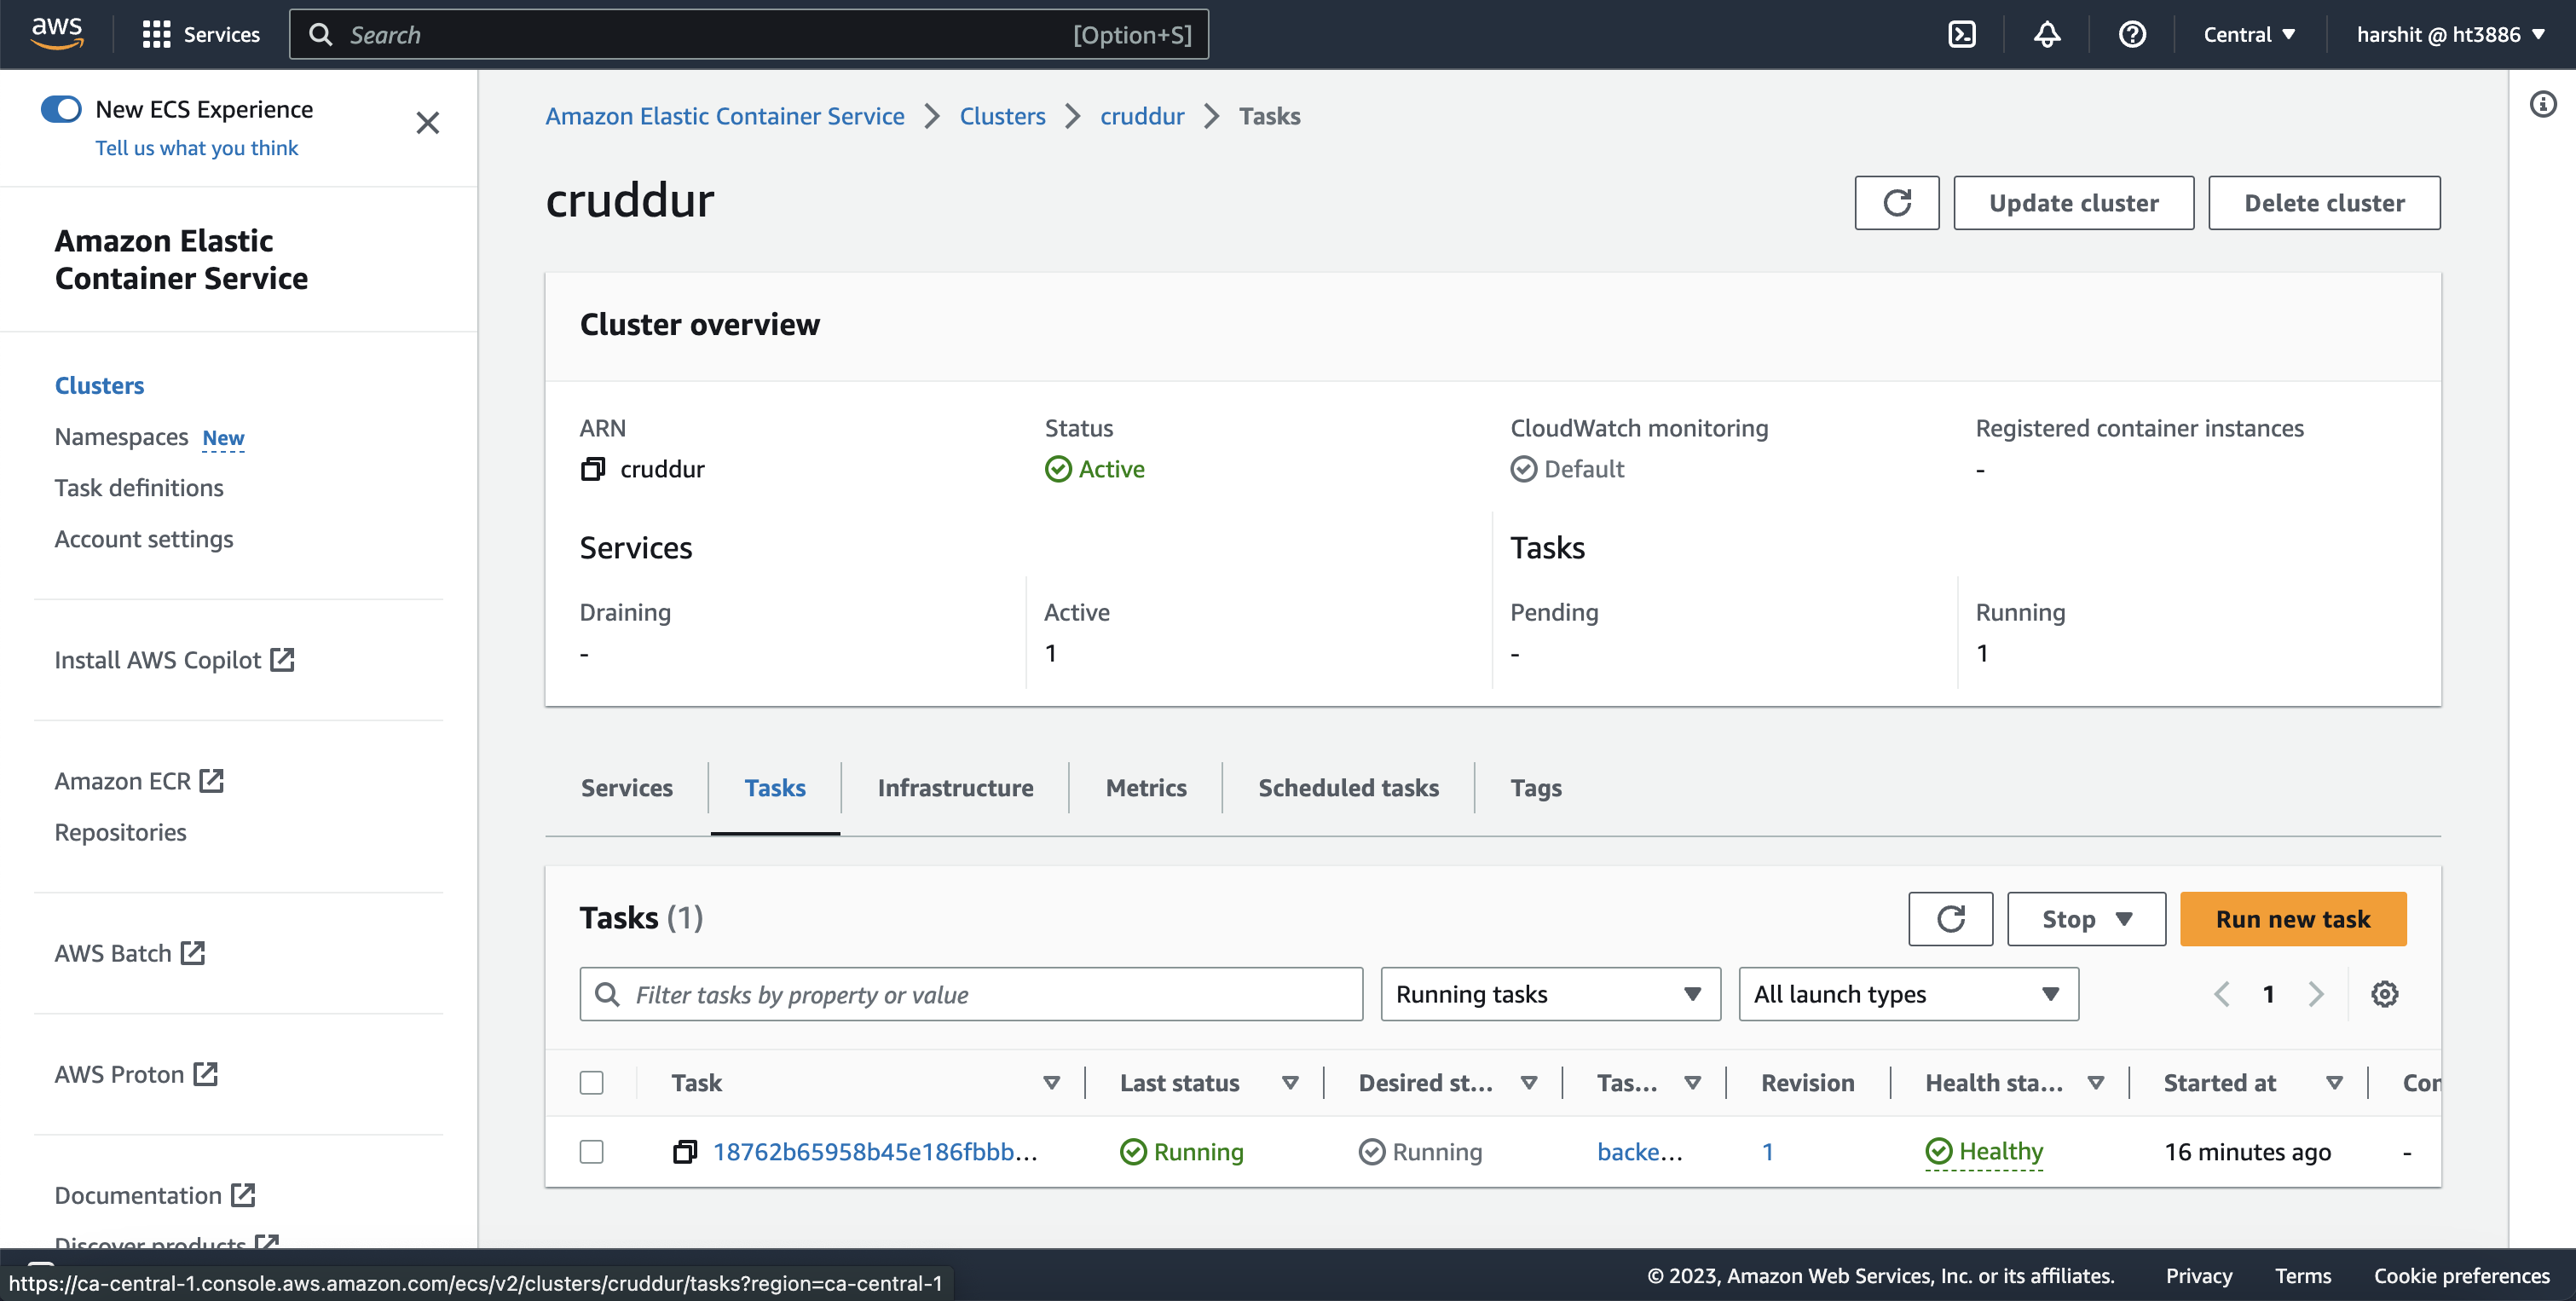 aws
Services
Search
[Option+S]
Central
harshit @ ht3886
New ECS Experience
Tell us what you think
Amazon Elastic
Container Service
Clusters
Namespaces New
Task definitions
Account settings
Install AWS Copilot
Amazon ECR
Repositories
AWS Batch
AWS Proton
Documentation
Discover products
Amazon Elastic Container Service > Clusters > cruddur > Tasks
cruddur
Update cluster
Delete cluster
Cluster overview
ARN
cruddur
Status
Active
CloudWatch monitoring
Default
Registered container instances
-
Services
Draining
-
Active
1
Tasks
Pending
-
Running
1
Services
Tasks
Infrastructure
Metrics
Scheduled tasks
Tags
Tasks (1)
Stop
Run new task
Filter tasks by property or value
Running tasks
All launch types
1
Task Last status Desired st... Tas... Revision Health sta... Started at Con
18762b65958b45e186fbbb... Running Running backe... 1 Healthy 16 minutes ago -
https://ca-central-1.console.aws.amazon.com/ecs/v2/clusters/cruddur/tasks?region=ca-central-1
© 2023, Amazon Web Services, Inc. or its affiliates.
Privacy
Terms
Cookie preferences